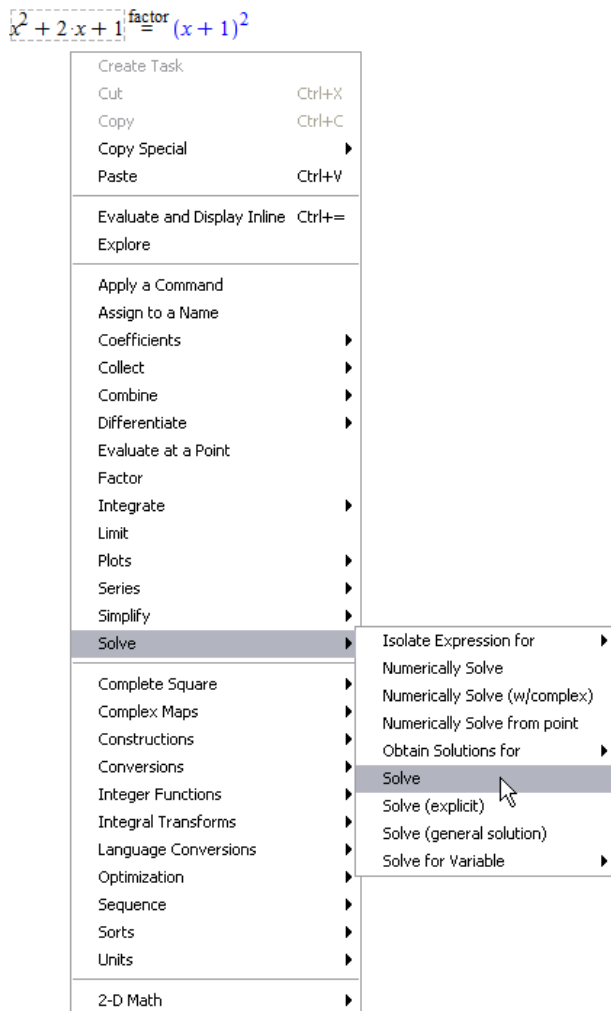 x² + 2·x + 1 factor= (x + 1)²
Create Task
Cut Ctrl+X
Copy Ctrl+C
Copy Special
Paste Ctrl+V
Evaluate and Display Inline Ctrl+=
Explore
Apply a Command
Assign to a Name
Coefficients
Collect
Combine
Differentiate
Evaluate at a Point
Factor
Integrate
Limit
Plots
Series
Simplify
Solve
Isolate Expression for
Numerically Solve
Numerically Solve (w/complex)
Numerically Solve from point
Obtain Solutions for
Solve
Solve (explicit)
Solve (general solution)
Solve for Variable
Complete Square
Complex Maps
Constructions
Conversions
Integer Functions
Integral Transforms
Language Conversions
Optimization
Sequence
Sorts
Units
2-D Math